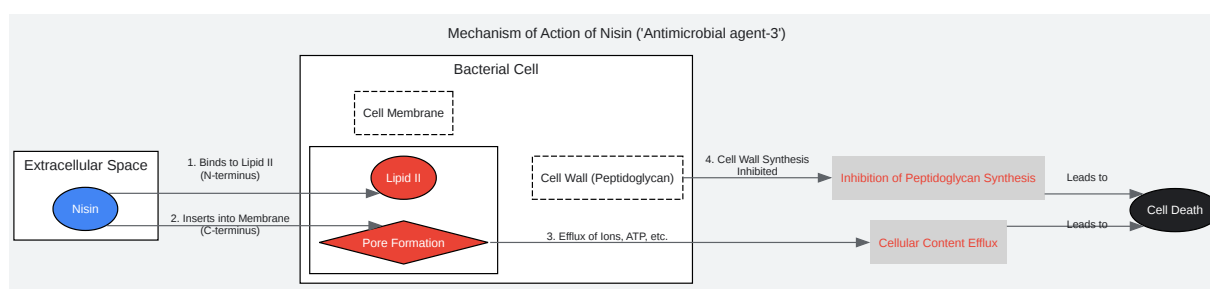 Mechanism of Action of Nisin ('Antimicrobial agent-3')
Bacterial Cell
Cell Membrane
Extracellular Space
Nisin
1. Binds to Lipid II
(N-terminus)
2. Inserts into Membrane
(C-terminus)
Lipid II
Pore Formation
Cell Wall (Peptidoglycan)
4. Cell Wall Synthesis
Inhibited
3. Efflux of Ions, ATP, etc.
Inhibition of Peptidoglycan Synthesis
Cellular Content Efflux
Leads to
Leads to
Cell Death